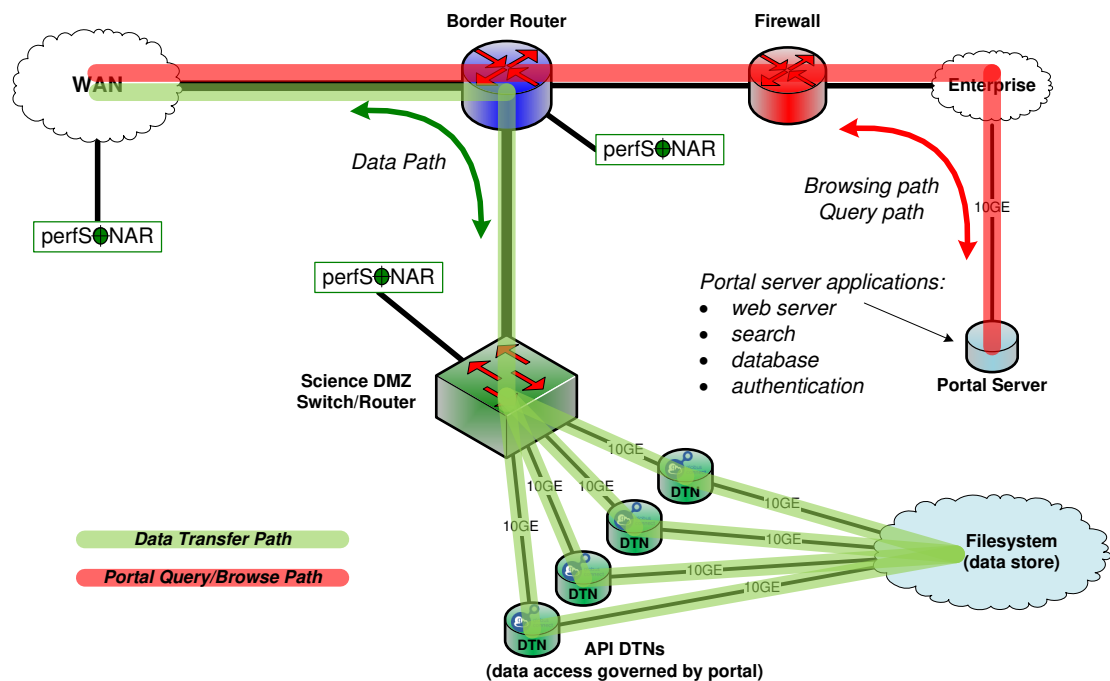 Border Router
Firewall
WAN
Enterprise
perfSONAR
Data Path
Browsing path
Query path
10GE
perfSONAR
perfSONAR
Portal server applications:
• web server
• search
• database
• authentication
Portal Server
Science DMZ
Switch/Router
10GE
10GE
10GE
10GE
DTN
10GE
DTN
10GE
DTN
10GE
DTN
10GE
Filesystem
(data store)
Data Transfer Path
Portal Query/Browse Path
API DTNs
(data access governed by portal)